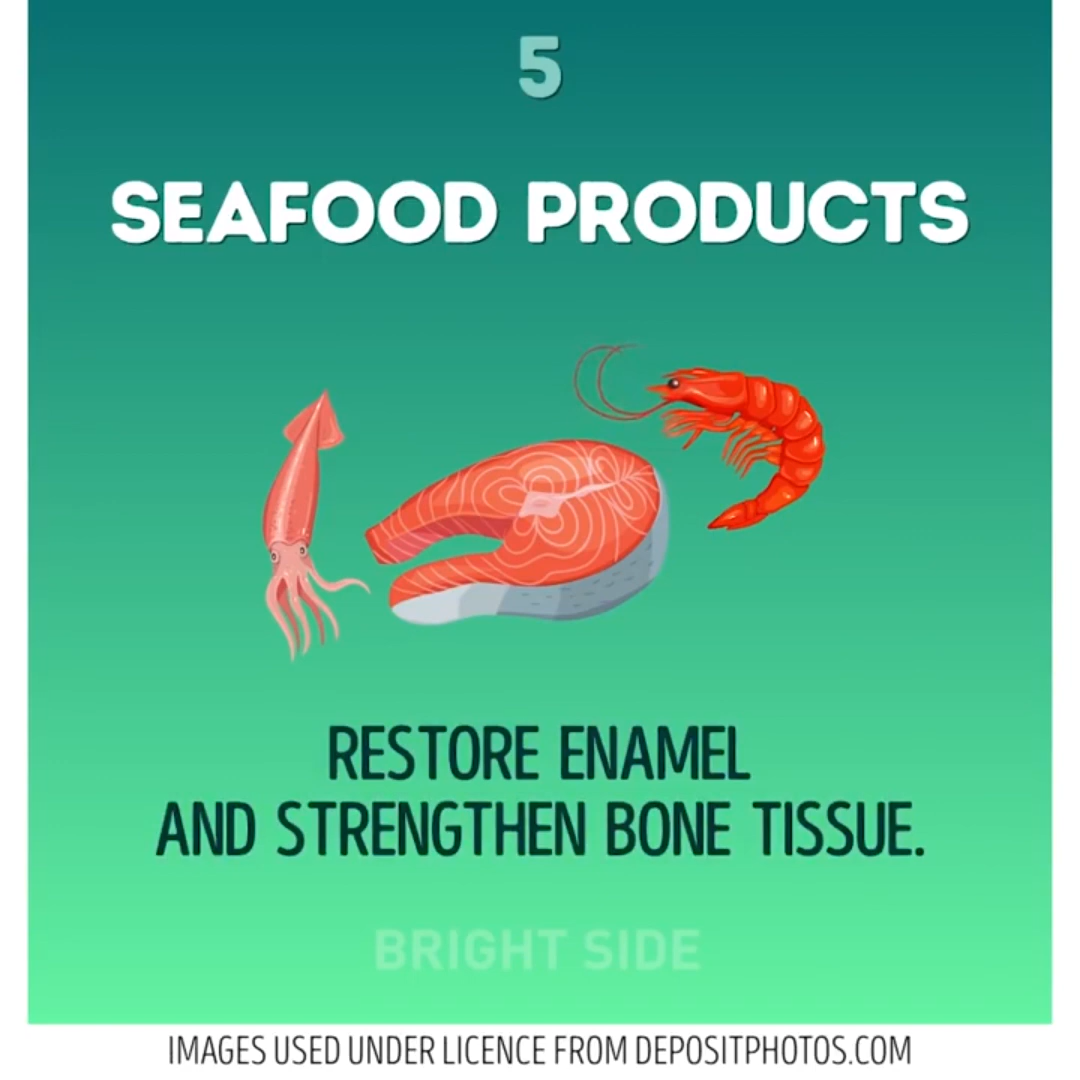 5
SEAFOOD PRODUCTS
RESTORE ENAMEL
AND STRENGTHEN BONE TISSUE.
BRIGHT SIDE
IMAGES USED UNDER LICENCE FROM DEPOSITPHOTOS.COM